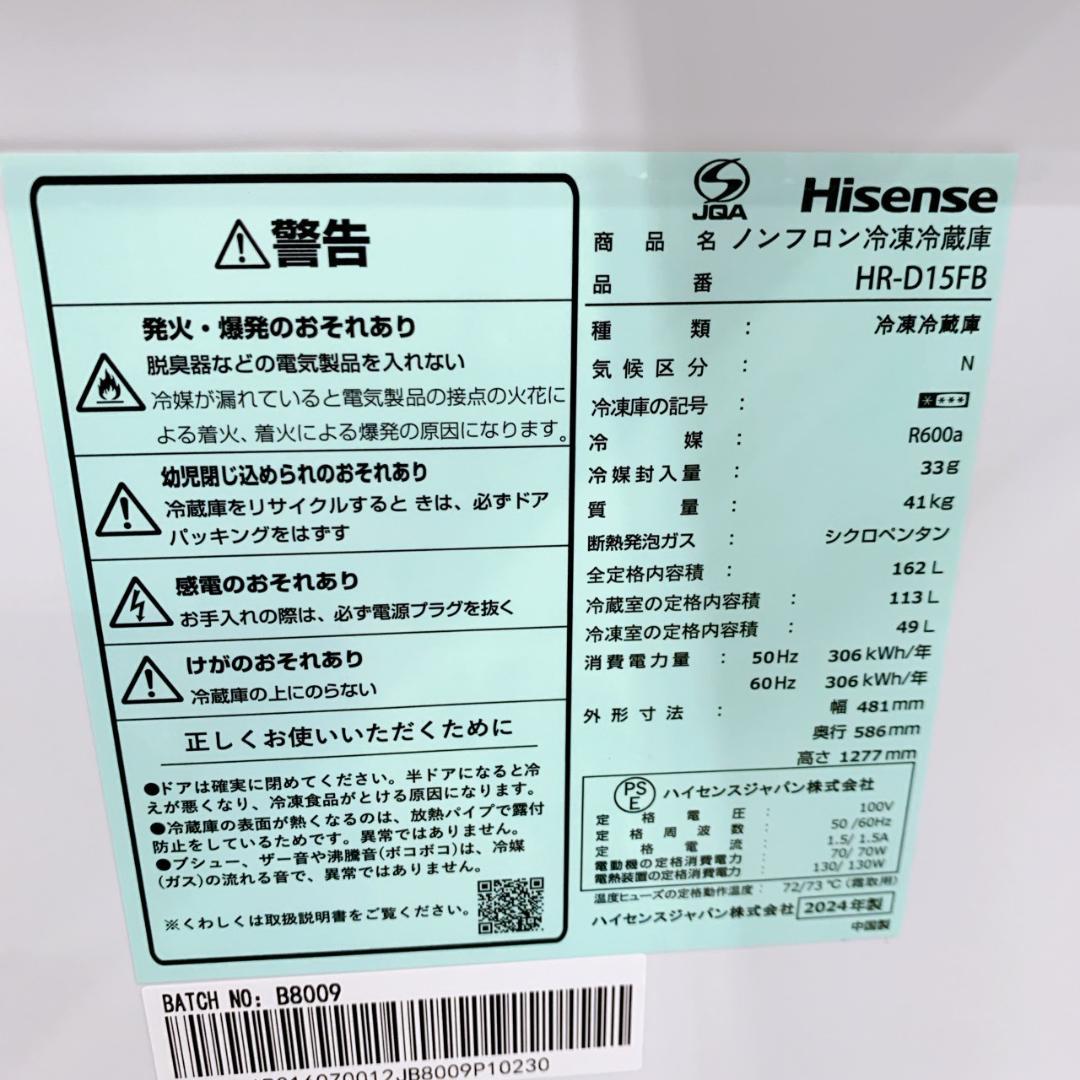 警告
発火・爆発のおそれあり
脱臭器などの電気製品を入れない
冷媒が漏れていると電気製品の接点の火花に
よる着火、着火による爆発の原因になります。
幼児閉じ込められのおそれあり
冷蔵庫をリサイクルすると きは、必ずドア
パッキングをはずす
感電のおそれあり
お手入れの際は、必ず電源プラグを抜く
けがのおそれあり
冷蔵庫の上にのらない
正しくお使いいただくために
●ドアは確実に閉めてください。半ドアになると冷
えが悪くなり、冷凍食品がとける原因になります。
●冷蔵庫の表面が熱くなるのは、放熱パイプで露付
防止をしているためです。異常ではありません。
●ブシュー、ザー音や沸騰音(ボコボコ)は、冷媒
(ガス)の流れる音で、異常ではありません。
※くわしくは取扱説明書をご覧ください。
JQA Hisense
商品名 ノンフロン冷凍冷蔵庫
品番 HR-D15FB
種類 : 冷凍冷蔵庫
気候区分 : N
冷凍庫の記号 : ****
冷媒 : R600a
冷媒封入量 : 33g
質量 : 41kg
断熱発泡ガス : シクロペンタン
全定格内容積 : 162L
冷蔵室の定格内容積 : 113L
冷凍室の定格内容積 : 49L
消費電力量 : 50Hz 306kWh/年
60Hz 306kWh/年
外形寸法 : 幅 481mm
奥行 586mm
高さ 1277mm
PSE ハイセンスジャパン株式会社
定格電圧 : 100V
定格周波数 : 50/60Hz
定格電流 : 1.5/1.5A
電動機の定格消費電力 : 70/70W
電熱装置の定格消費電力 : 130/130W
温度ヒューズの定格動作温度: 72/73℃(霜取用)
ハイセンスジャパン株式会社 2024年製
中国製
BATCH NO: B8009
JB8009P10230